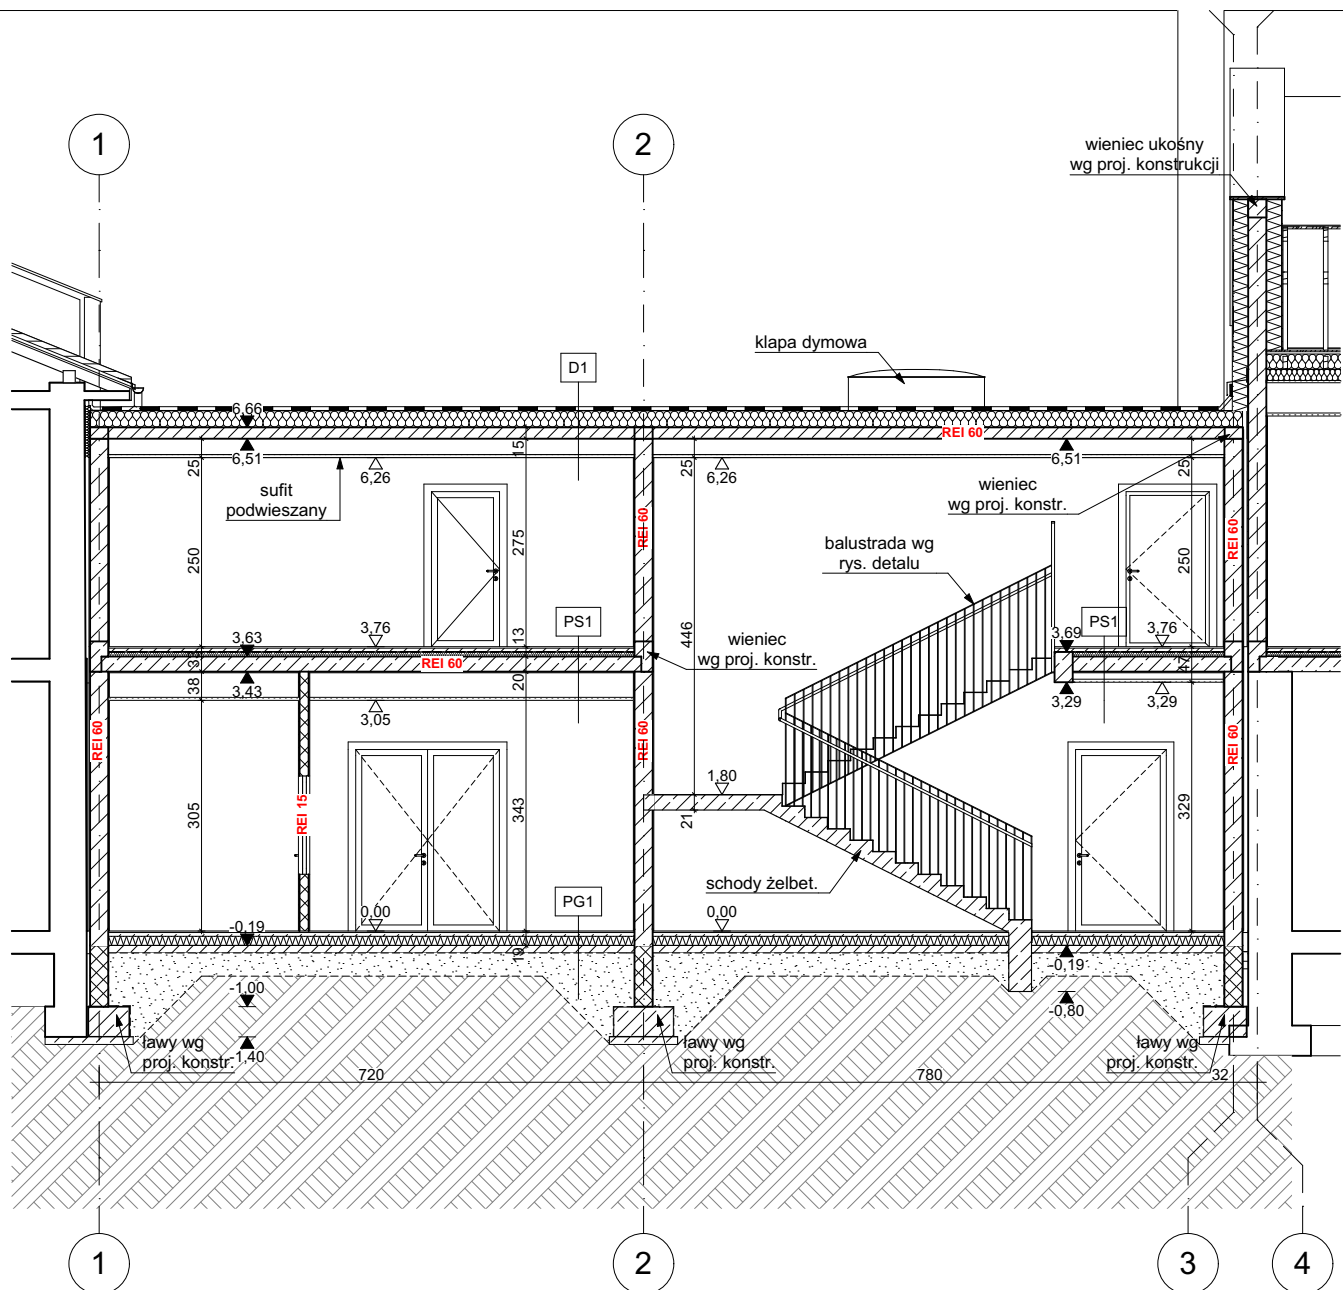 1
2
wieniec ukośny
wg proj. konstrukcji
klapa dymowa
D1
6,66
6,51
25
6,26
sufit
podwieszany
15
REI 60
25
6,26
6,51
25
wieniec
wg proj. konstr.
250
275
REI 60
balustrada wg
rys. detalu
250
REI 60
3,63
3,76
PS1
13
446
wieniec
wg proj. konstr.
3,69
PS1
3,76
33
REI 60
38
3,43
20
47
3,05
3,29
3,29
REI 60
REI 60
REI 60
305
REI 15
343
1,80
21
329
schody żelbet.
PG1
-0,19
0,00
0,00
19
-0,19
-1,00
-0,80
-1,40
ławy wg
proj. konstr.
ławy wg
proj. konstr.
ławy wg
proj. konstr.
720
780
32
1
2
3
4